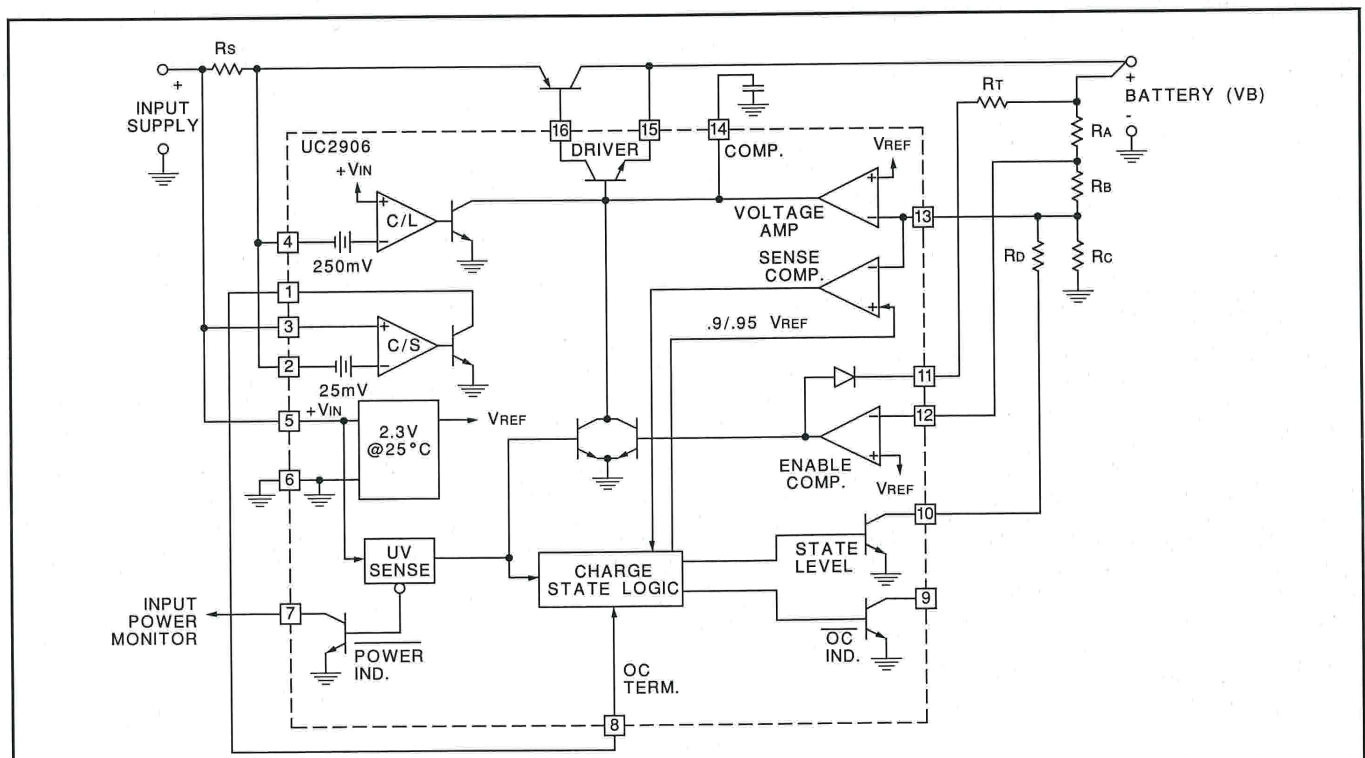 RS
+
INPUT
SUPPLY
RT
+
BATTERY (VB)
-
RA
16
15
14
UC2906
DRIVER
COMP.
VREF
+VIN
+
C/L
-
4
250mV
+
-
VOLTAGE
AMP
13
RB
RD
RC
SENSE
COMP.
-
+
1
3
+
C/S
2
-
25mV
.9/.95 VREF
11
5
+VIN
2.3V
@25°C
VREF
12
-
+
ENABLE
COMP.
VREF
6
10
UV
SENSE
CHARGE
STATE LOGIC
STATE
LEVEL
INPUT
POWER
MONITOR
7
POWER
IND.
9
OC
IND.
OC
TERM.
8